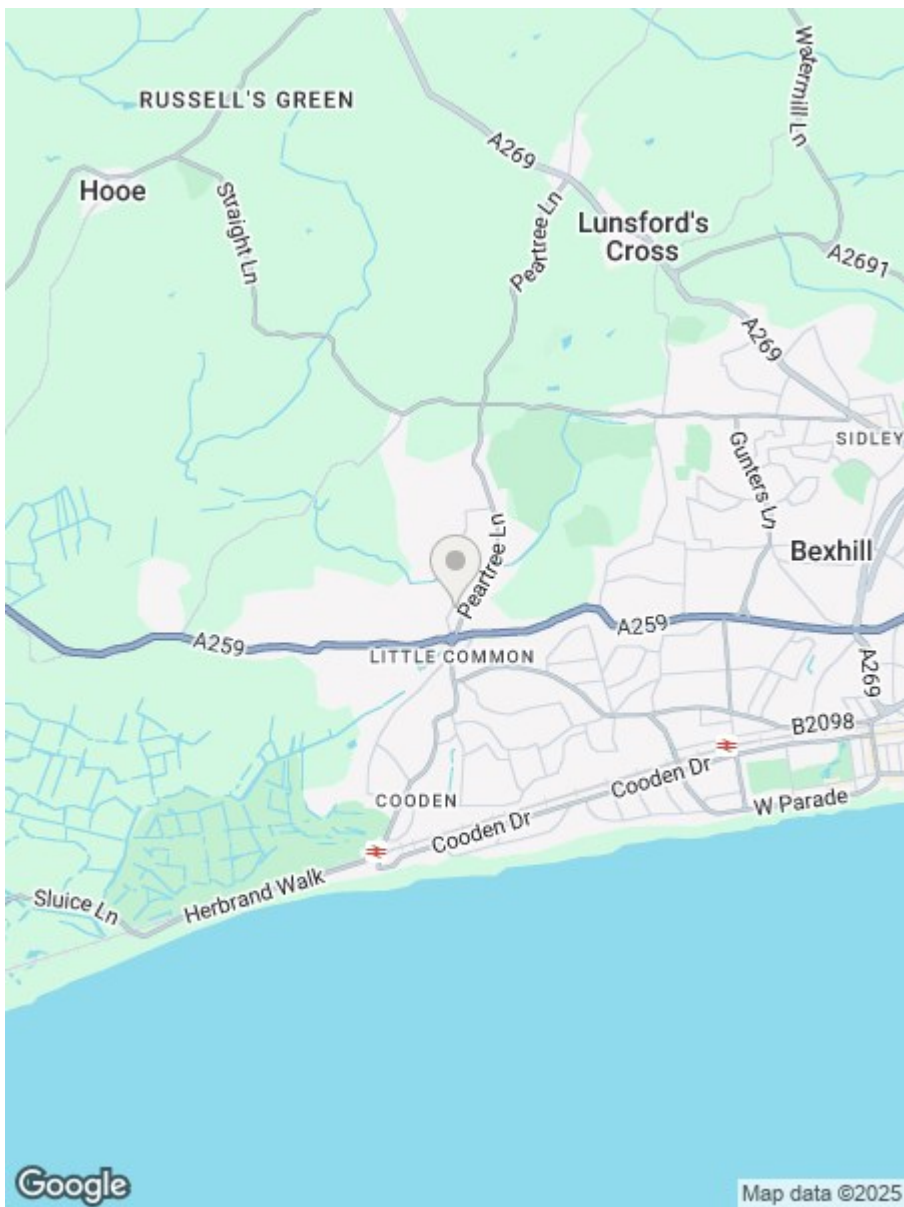 Watermill Ln
RUSSELL'S GREEN
A269
Hooe
Straight Ln
Peartree Ln
Lunsford's
Cross
A2691
A269
SIDLEY
Gunters Ln
Peartree Ln
Bexhill
A259
A259
LITTLE COMMON
A269
B2098
Cooden Dr
COODEN
W Parade
Cooden Dr
Herbrand Walk
Sluice Ln
Google
Map data ©2025